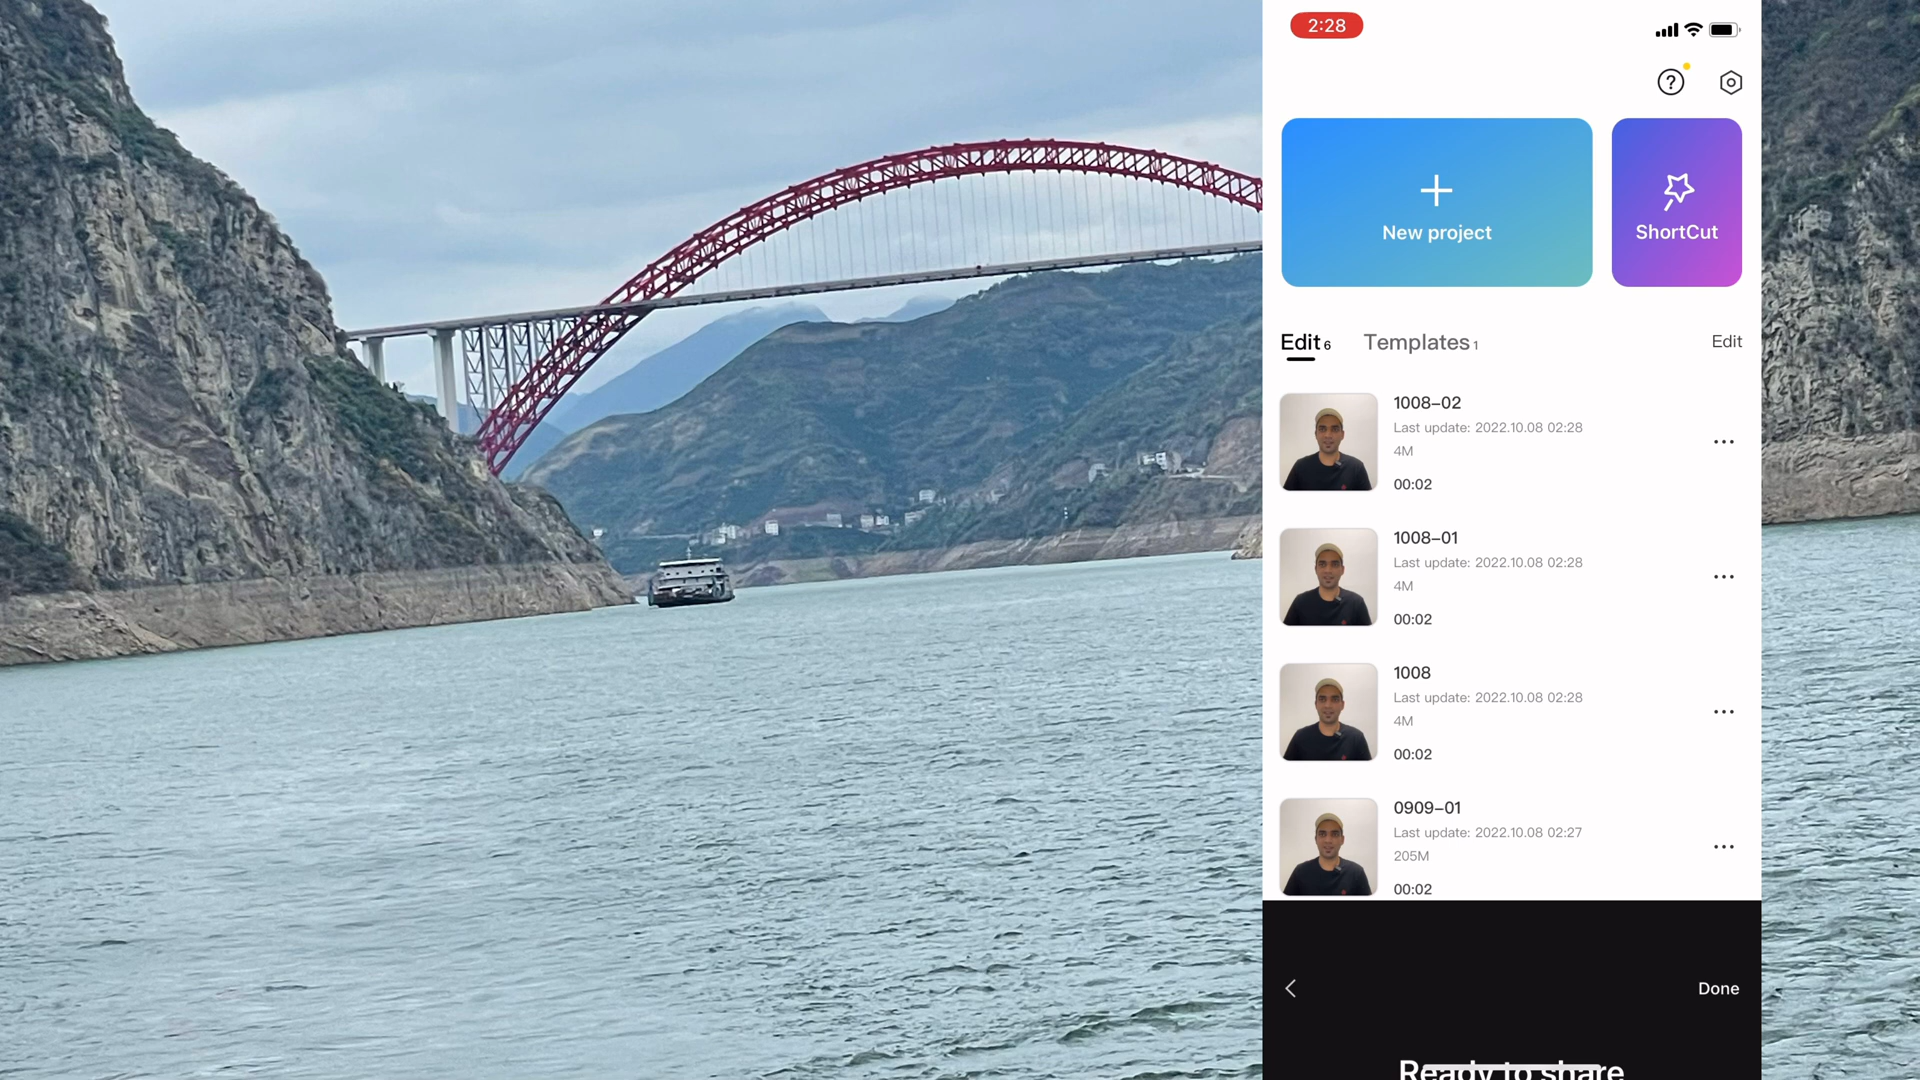 2:28
New project
ShortCut
Edit 6
Templates 1
Edit
1008-02
Last update: 2022.10.08 02:28
4M
00:02
1008-01
Last update: 2022.10.08 02:28
4M
00:02
1008
Last update: 2022.10.08 02:28
4M
00:02
0909-01
Last update: 2022.10.08 02:27
205M
00:02
Done
Ready to share